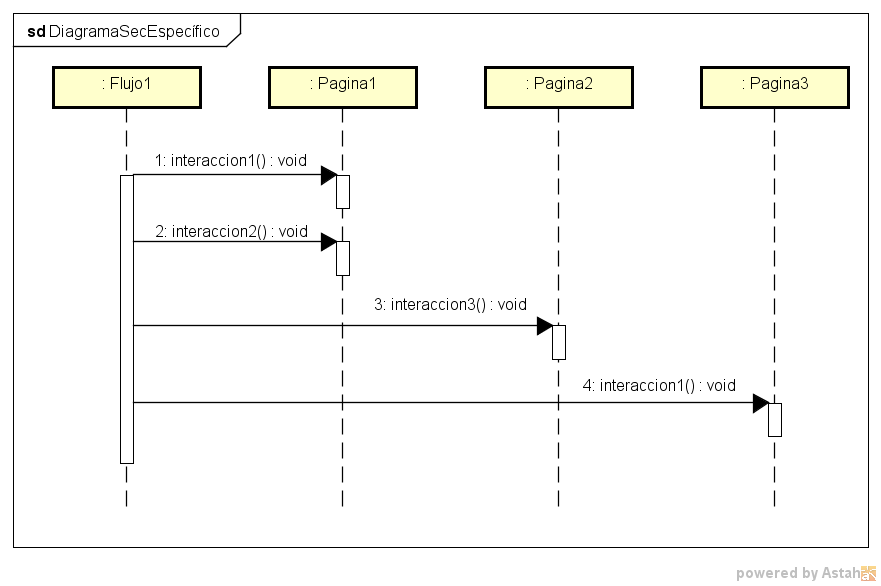 sd DiagramaSecEspecífico
: Flujo1
: Pagina1
: Pagina2
: Pagina3
1: interaccion1() : void
2: interaccion2() : void
3: interaccion3() : void
4: interaccion1() : void
powered by Astah